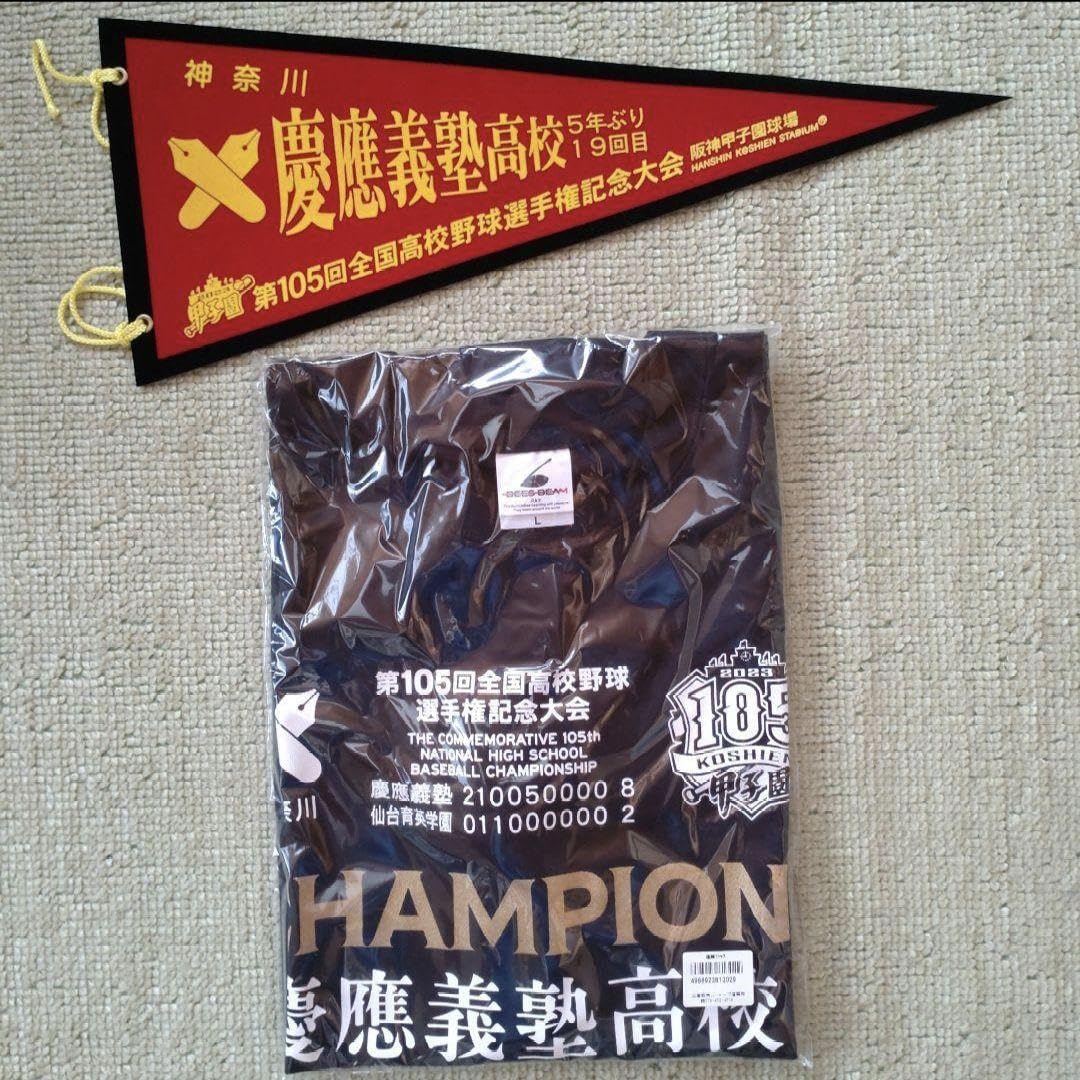 神奈川
慶應義塾高校
5年ぶり
19回目
第105回全国高校野球選手権記念大会
阪神甲子園球場
HANSHIN KOSHIEN STADIUM
2023
甲子園
BEES BEAM
L
第105回全国高校野球
選手権記念大会
THE COMMEMORATIVE 105th
NATIONAL HIGH SCHOOL
BASEBALL CHAMPIONSHIP
慶應義塾 210050000 8
仙台育英学園 011000000 2
奈川
2023
105
KOSHIEN
甲子園
HAMPION
慶應義塾高校